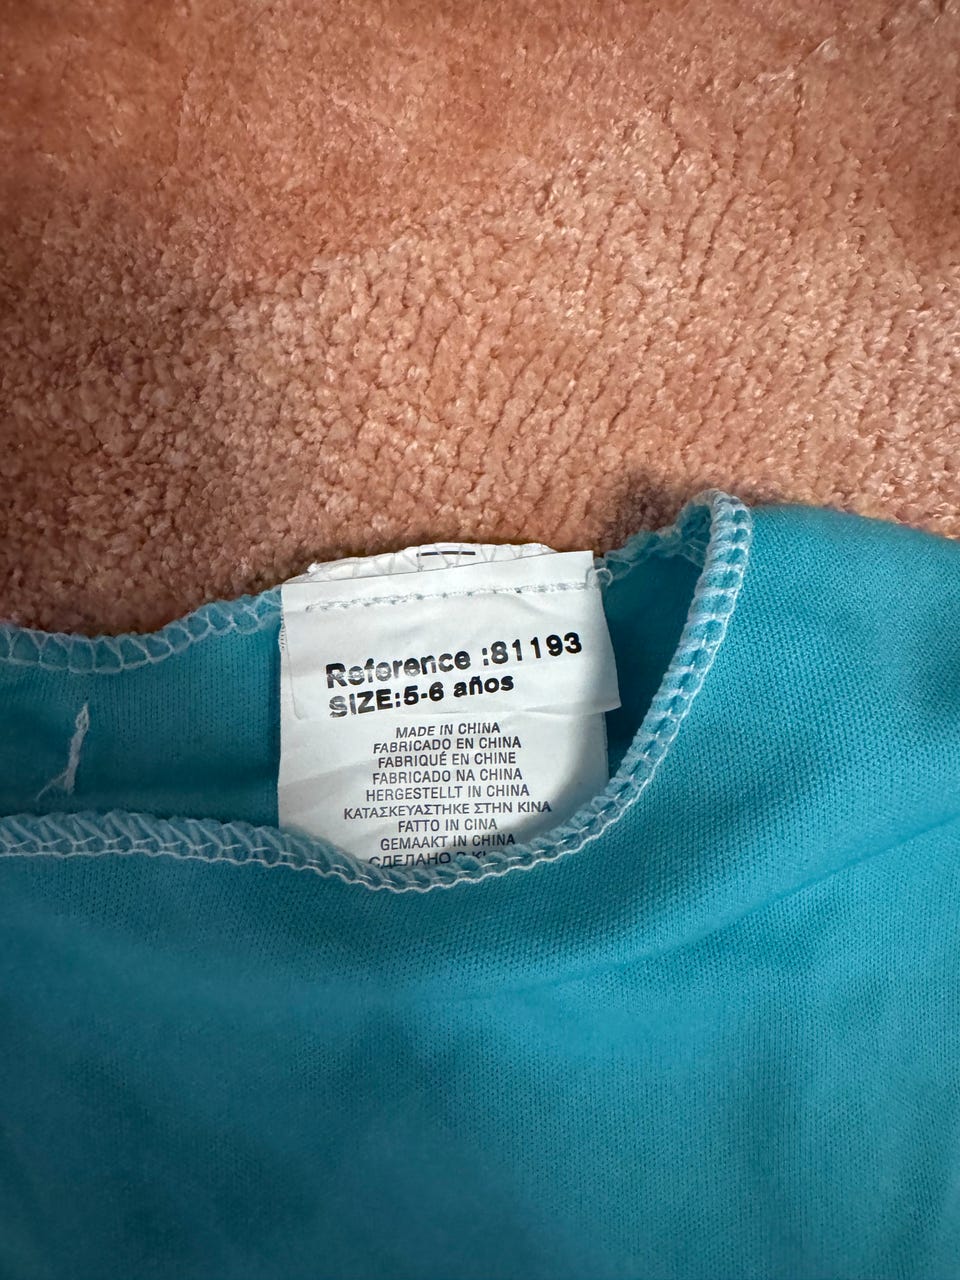 Reference :81193
SIZE:5-6 años
MADE IN CHINA
FABRICADO EN CHINA
FABRIQUÉ EN CHINE
FABRICADO NA CHINA
HERGESTELLT IN CHINA
ΚΑΤΑΣΚΕΥΑΣΤΗΚΕ ΣΤΗΝ ΚΙΝΑ
FATTO IN CINA
GEMAAKT IN CHINA
СДЕЛАНО В